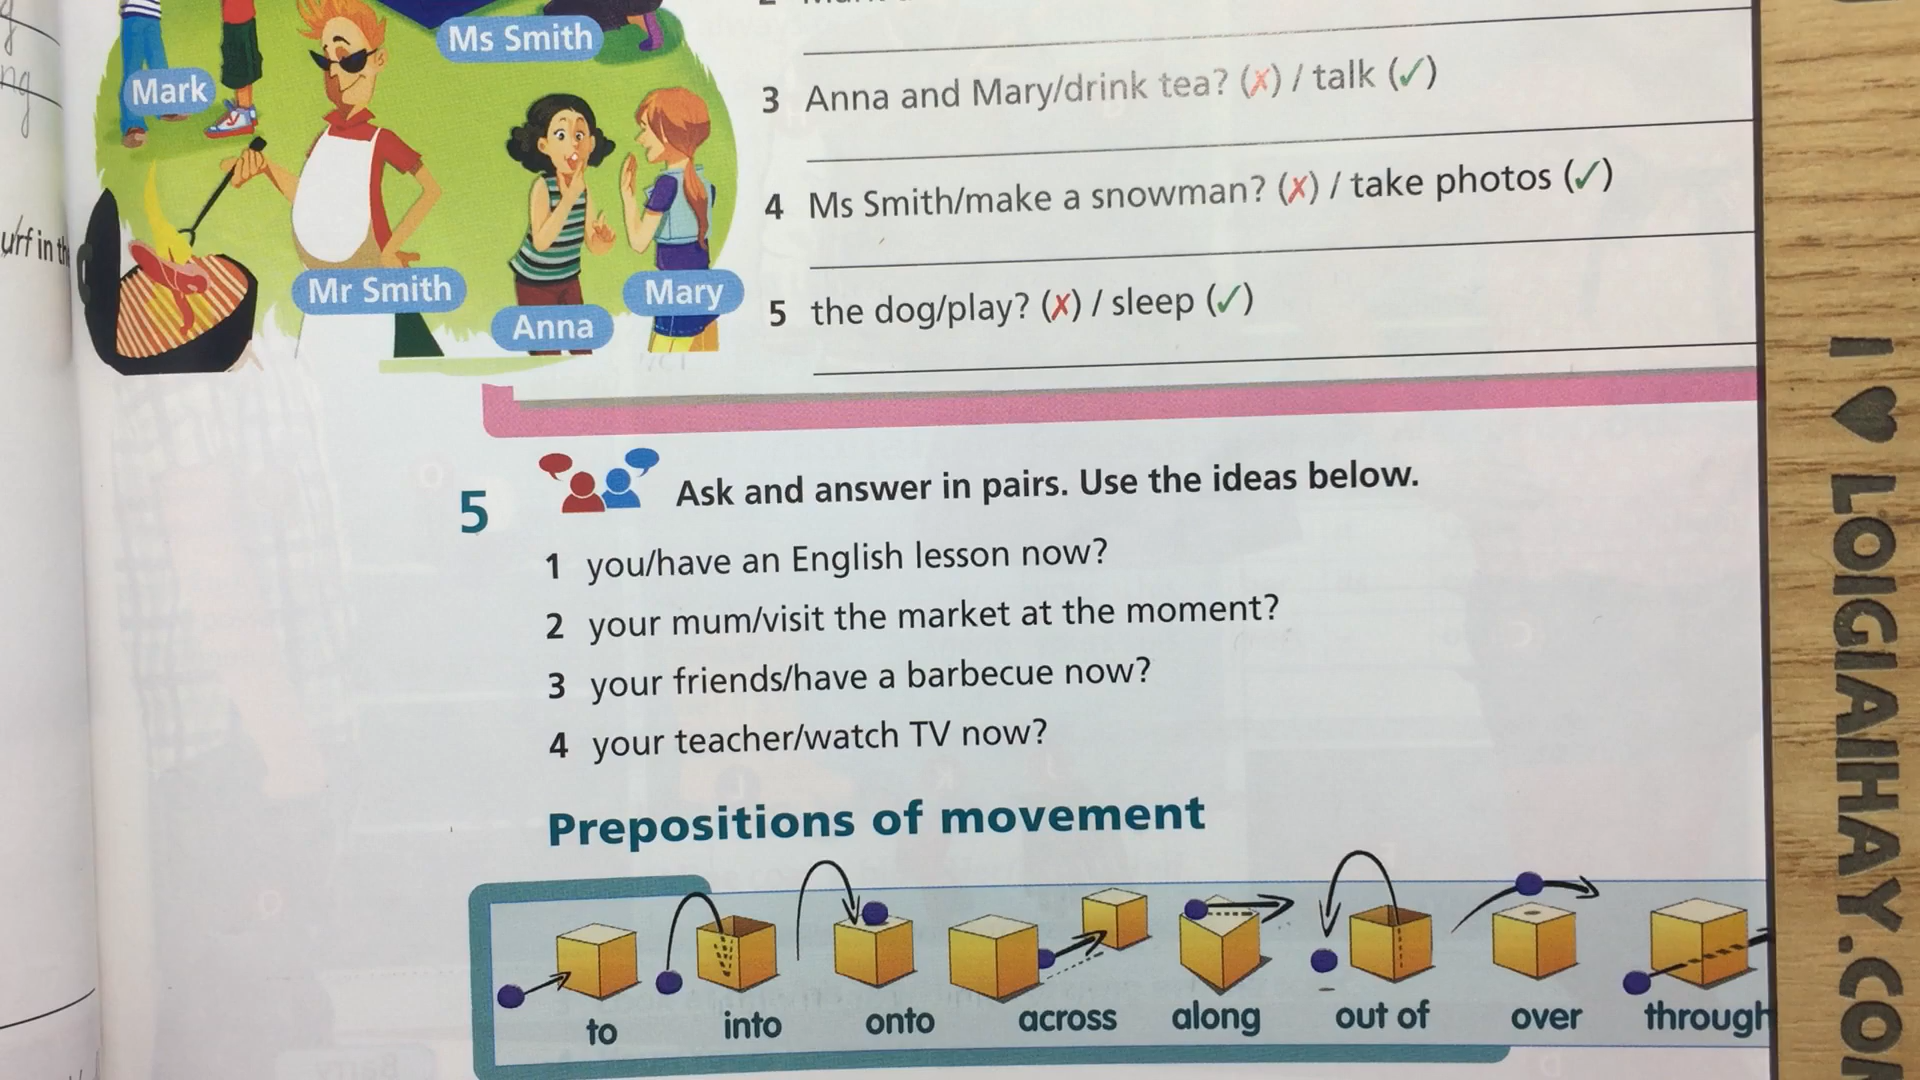 Ms Smith
Mark
3 Anna and Mary/drink tea? (✗) / talk (✓)
4 Ms Smith/make a snowman? (✗) / take photos (✓)
urf in th
Mr Smith
Mary
Anna
5 the dog/play? (✗) / sleep (✓)
5 Ask and answer in pairs. Use the ideas below.
1 you/have an English lesson now?
2 your mum/visit the market at the moment?
3 your friends/have a barbecue now?
4 your teacher/watch TV now?
Prepositions of movement
to into onto across along out of over through
I ♥ LOIGIAIHAY.COM